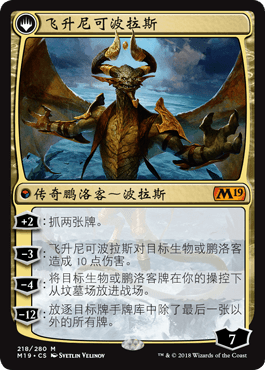 飞升尼可波拉斯
传奇鹏洛客～波拉斯
M19
+2 : 抓两张牌。
-3 : 飞升尼可波拉斯对目标生物或鹏洛客
造成10点伤害。
-4 : 将目标生物或鹏洛客牌在你的操控下
从坟墓场放进战场。
-12 : 放逐目标牌手牌库中除了最后一张以
外的所有牌。
7
218/280 M
M19 • CS SVETLIN VELINOV
™ & © 2018 Wizards of the Coast